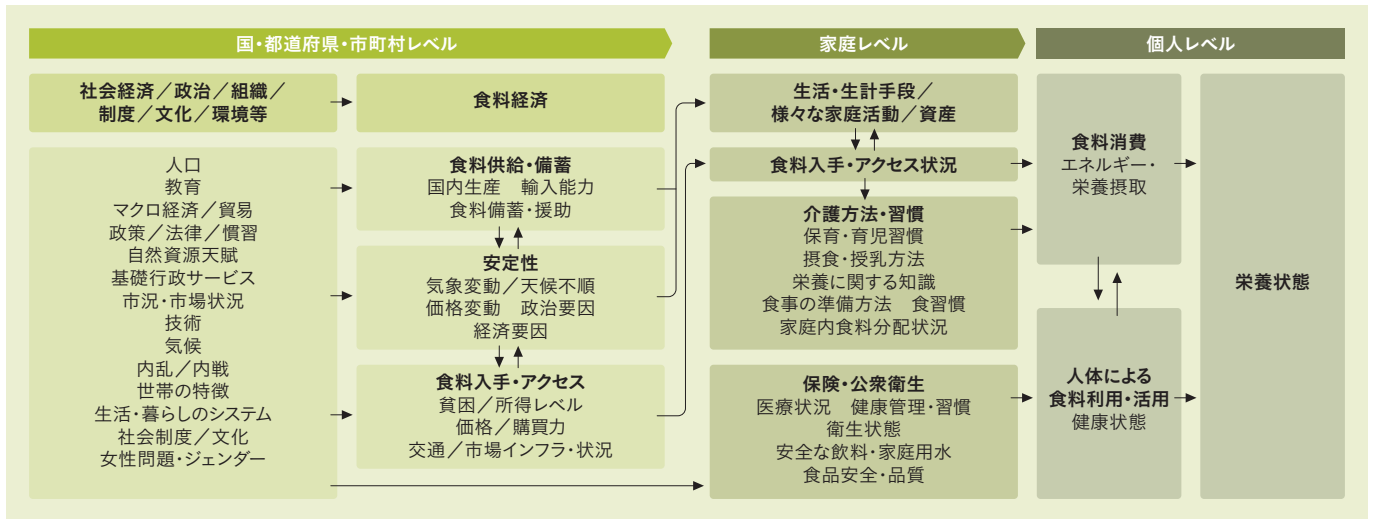 国・都道府県・市町村レベル
家庭レベル
個人レベル
社会経済／政治／組織／
制度／文化／環境等
食料経済
人口
教育
マクロ経済／貿易
政策／法律／慣習
自然資源天賦
基礎行政サービス
市況・市場状況
技術
気候
内乱／内戦
世帯の特徴
生活・暮らしのシステム
社会制度／文化
女性問題・ジェンダー
食料供給・備蓄
国内生産　輸入能力
食料備蓄・援助
安定性
気象変動／天候不順
価格変動　政治要因
経済要因
食料入手・アクセス
貧困／所得レベル
価格／購買力
交通／市場インフラ・状況
生活・生計手段／
様々な家庭活動／資産
食料入手・アクセス状況
介護方法・習慣
保育・育児習慣
摂食・授乳方法
栄養に関する知識
食事の準備方法　食習慣
家庭内食料分配状況
保険・公衆衛生
医療状況　健康管理・習慣
衛生状態
安全な飲料・家庭用水
食品安全・品質
食料消費
エネルギー・
栄養摂取
人体による
食料利用・活用
健康状態
栄養状態